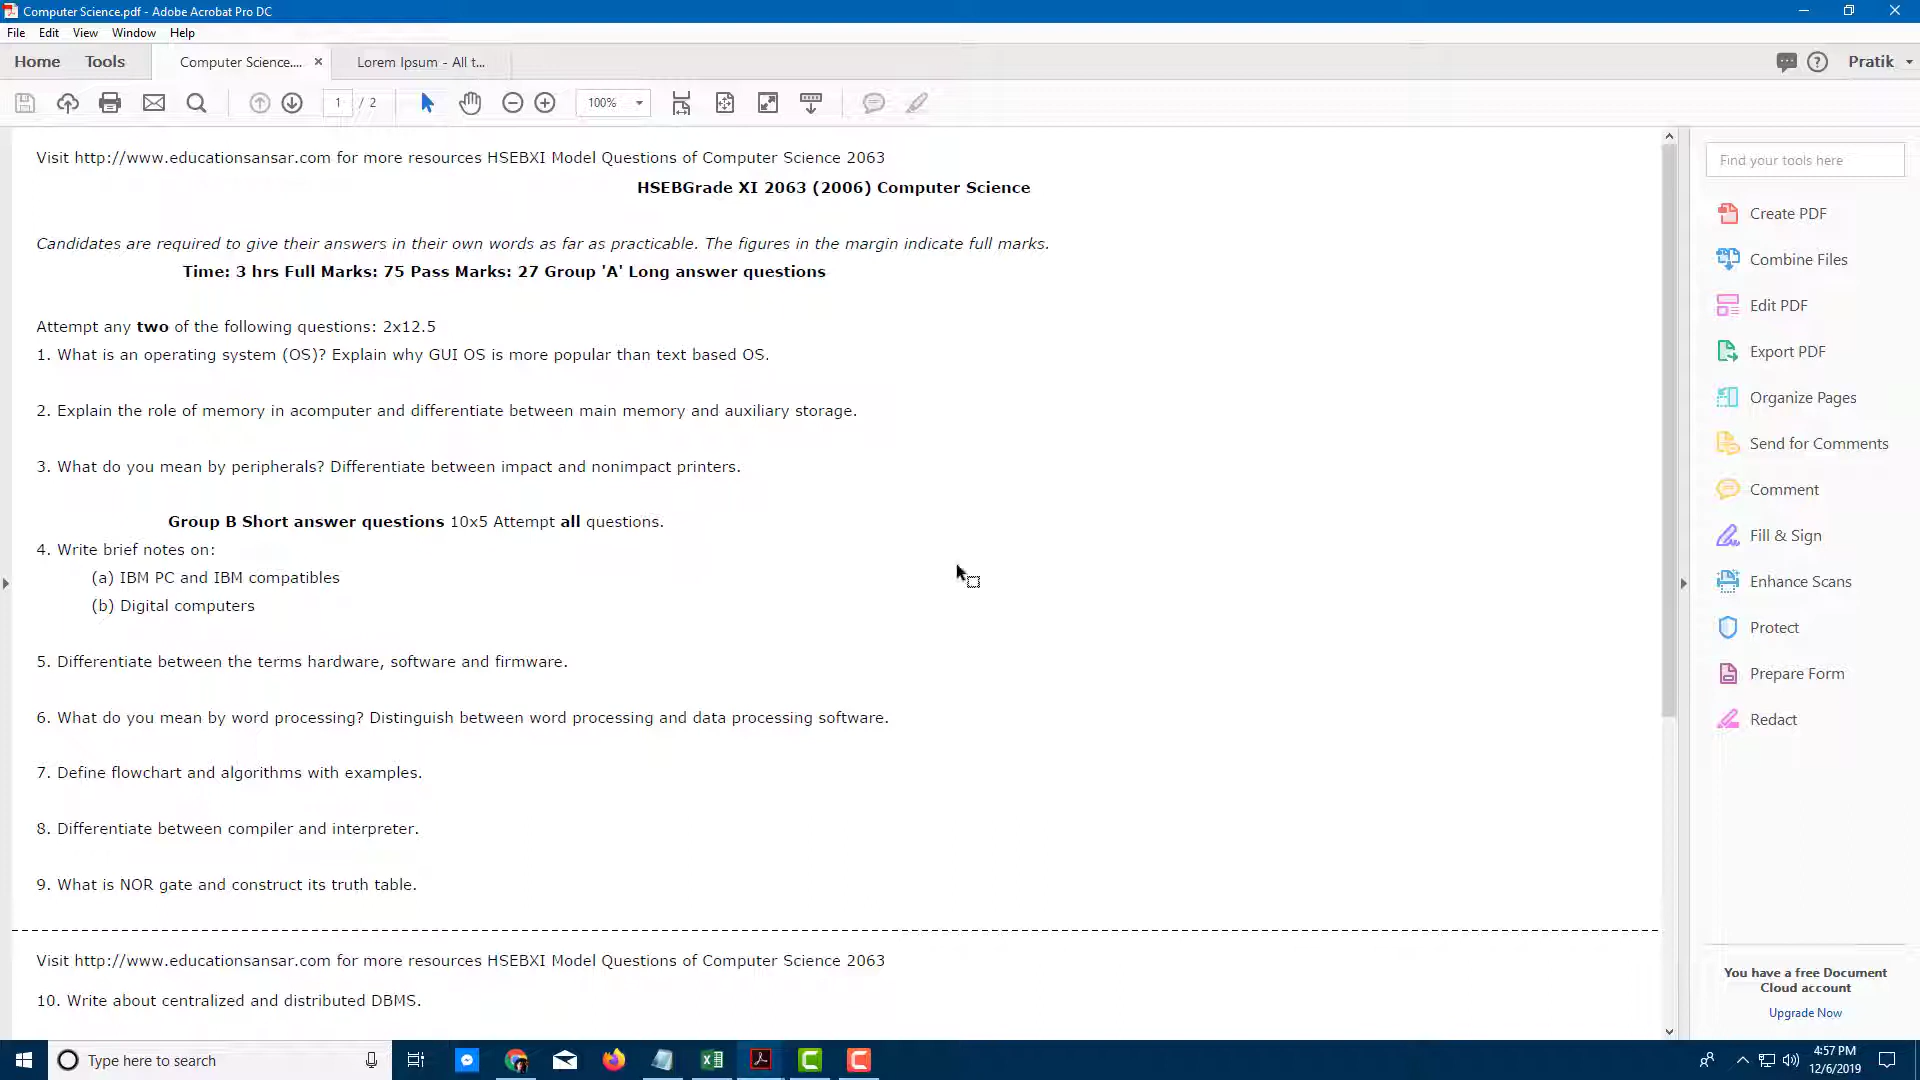 Computer Science.pdf - Adobe Acrobat Pro DC
File Edit View Window Help
Home Tools Computer Science.... Lorem Ipsum - All t... Pratik
1 / 2 100%
Visit http://www.educationsansar.com for more resources HSEBXI Model Questions of Computer Science 2063
HSEBGrade XI 2063 (2006) Computer Science
Candidates are required to give their answers in their own words as far as practicable. The figures in the margin indicate full marks.
Time: 3 hrs Full Marks: 75 Pass Marks: 27 Group 'A' Long answer questions
Attempt any two of the following questions: 2x12.5
1. What is an operating system (OS)? Explain why GUI OS is more popular than text based OS.
2. Explain the role of memory in acomputer and differentiate between main memory and auxiliary storage.
3. What do you mean by peripherals? Differentiate between impact and nonimpact printers.
Group B Short answer questions 10x5 Attempt all questions.
4. Write brief notes on:
(a) IBM PC and IBM compatibles
(b) Digital computers
5. Differentiate between the terms hardware, software and firmware.
6. What do you mean by word processing? Distinguish between word processing and data processing software.
7. Define flowchart and algorithms with examples.
8. Differentiate between compiler and interpreter.
9. What is NOR gate and construct its truth table.
Visit http://www.educationsansar.com for more resources HSEBXI Model Questions of Computer Science 2063
10. Write about centralized and distributed DBMS.
Find your tools here
Create PDF
Combine Files
Edit PDF
Export PDF
Organize Pages
Send for Comments
Comment
Fill & Sign
Enhance Scans
Protect
Prepare Form
Redact
You have a free Document
Cloud account
Upgrade Now
Type here to search
4:57 PM
12/6/2019